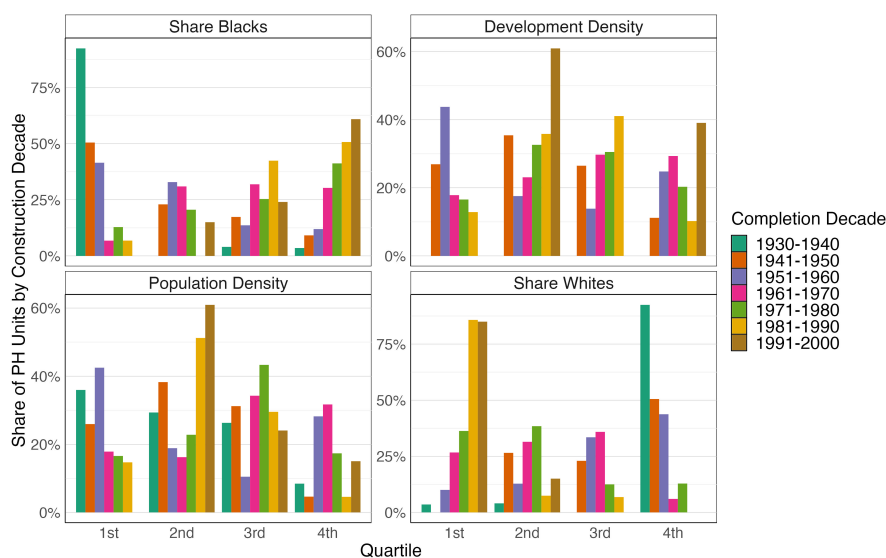 Share Blacks
Development Density
75%
50%
25%
0%
60%
40%
20%
0%
Population Density
Share Whites
60%
40%
20%
0%
75%
50%
25%
0%
1st 2nd 3rd 4th
1st 2nd 3rd 4th
Quartile
Share of PH Units by Construction Decade
Completion Decade
1930-1940
1941-1950
1951-1960
1961-1970
1971-1980
1981-1990
1991-2000